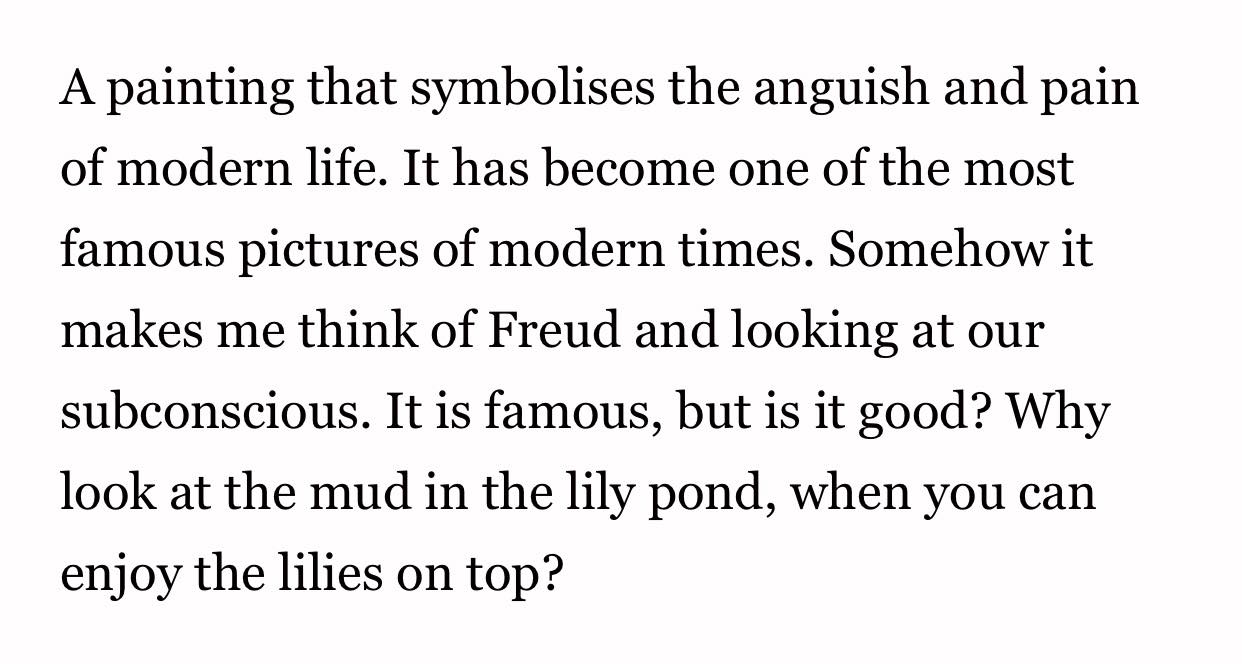 A painting that symbolises the anguish and pain
of modern life. It has become one of the most
famous pictures of modern times. Somehow it
makes me think of Freud and looking at our
subconscious. It is famous, but is it good? Why
look at the mud in the lily pond, when you can
enjoy the lilies on top?